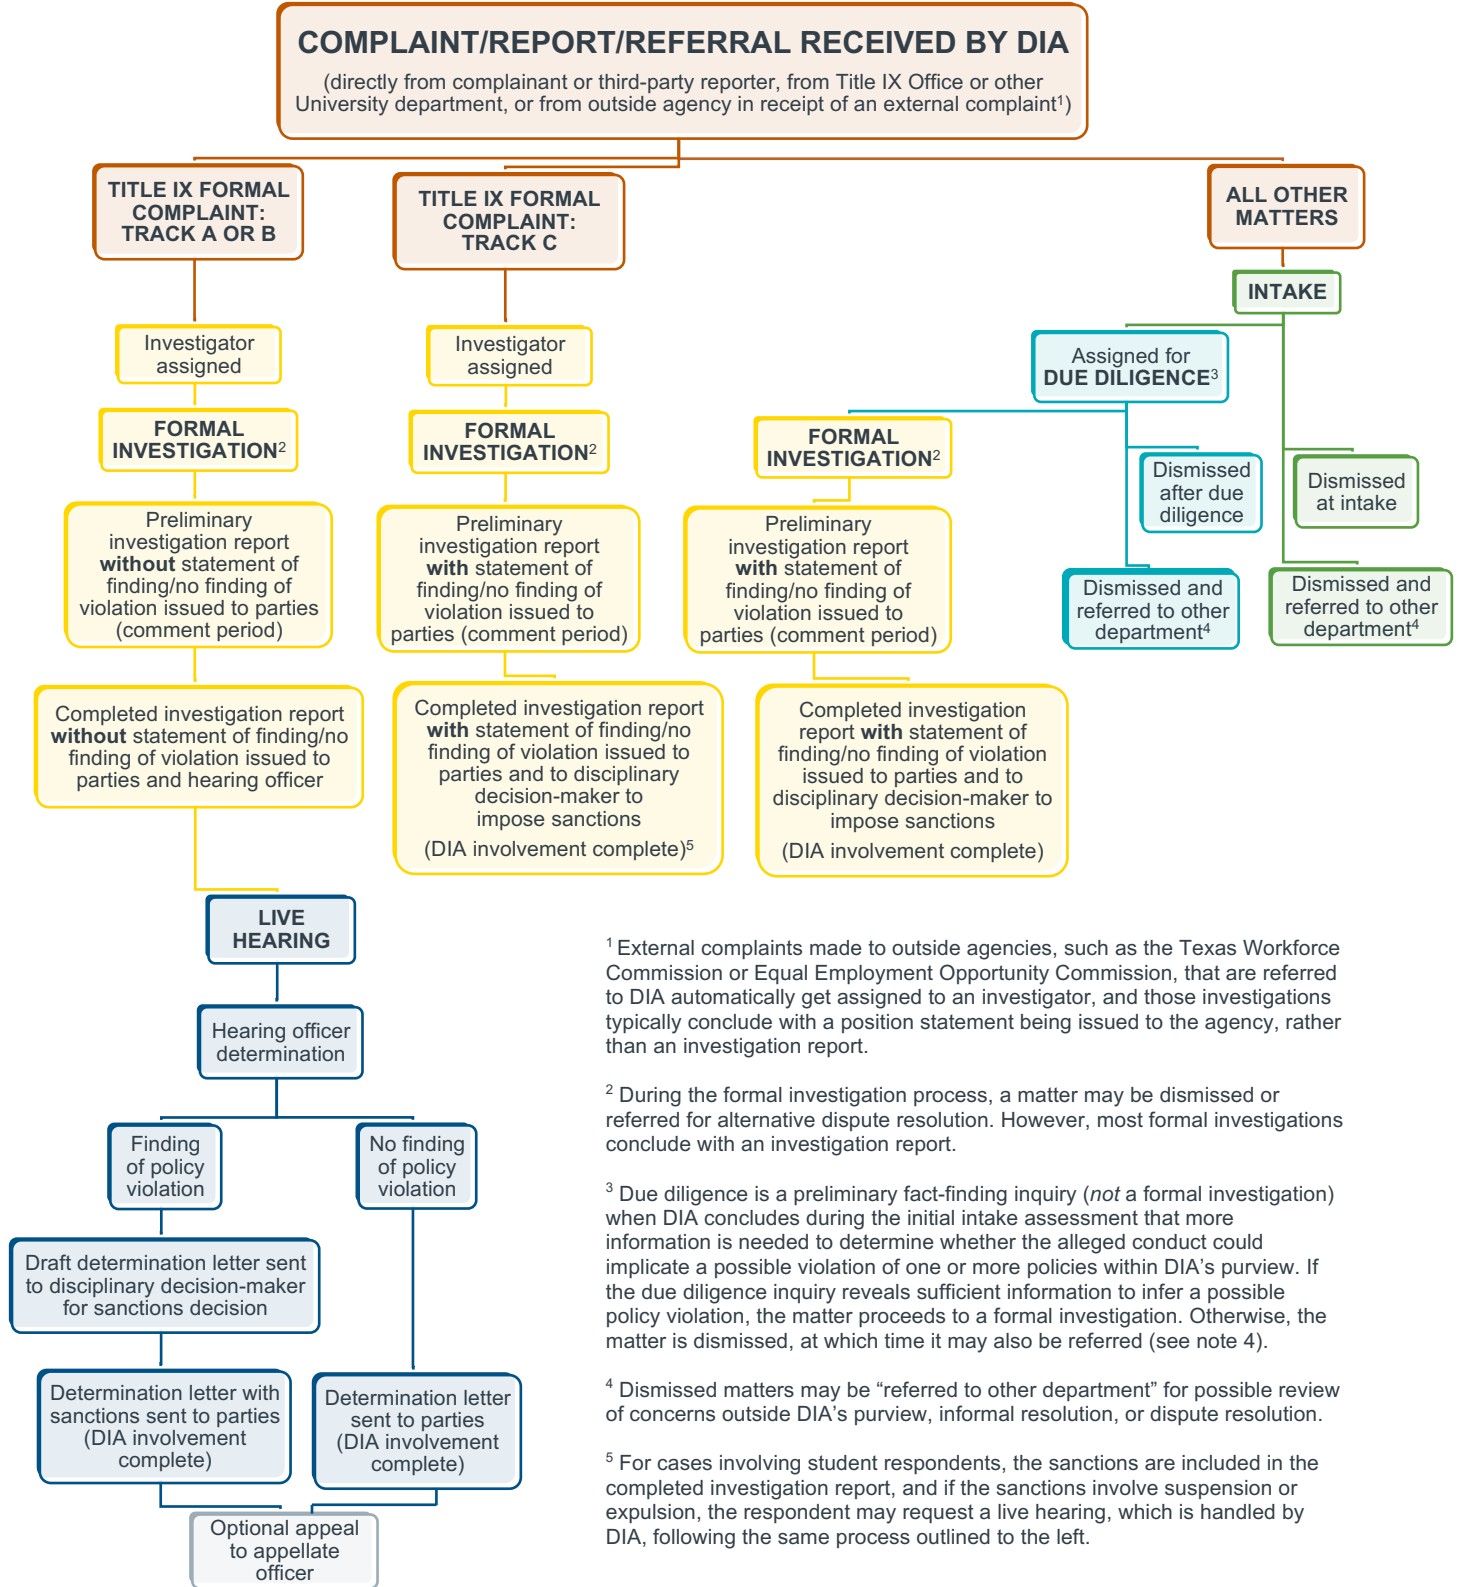 COMPLAINT/REPORT/REFERRAL RECEIVED BY DIA
(directly from complainant or third-party reporter, from Title IX Office or other
University department, or from outside agency in receipt of an external complaint¹)
TITLE IX FORMAL
COMPLAINT:
TRACK A OR B
TITLE IX FORMAL
COMPLAINT:
TRACK C
ALL OTHER
MATTERS
INTAKE
Investigator
assigned
Investigator
assigned
Assigned for
DUE DILIGENCE³
FORMAL
INVESTIGATION²
FORMAL
INVESTIGATION²
FORMAL
INVESTIGATION²
Dismissed
after due
diligence
Dismissed
at intake
Preliminary
investigation report
without statement of
finding/no finding of
violation issued to parties
(comment period)
Preliminary
investigation report
with statement of
finding/no finding of
violation issued to
parties (comment period)
Preliminary
investigation report
with statement of
finding/no finding of
violation issued to
parties (comment period)
Dismissed and
referred to other
department⁴
Dismissed and
referred to other
department⁴
Completed investigation report
without statement of finding/no
finding of violation issued to
parties and hearing officer
Completed investigation report
with statement of finding/no
finding of violation issued to
parties and to disciplinary
decision-maker to
impose sanctions
(DIA involvement complete)⁵
Completed investigation
report with statement of
finding/no finding of violation
issued to parties and to
disciplinary decision-maker to
impose sanctions
(DIA involvement complete)
LIVE
HEARING
Hearing officer
determination
Finding
of policy
violation
No finding
of policy
violation
Draft determination letter sent
to disciplinary decision-maker
for sanctions decision
Determination letter with
sanctions sent to parties
(DIA involvement
complete)
Determination letter
sent to parties
(DIA involvement
complete)
Optional appeal
to appellate
officer
¹ External complaints made to outside agencies, such as the Texas Workforce
Commission or Equal Employment Opportunity Commission, that are referred
to DIA automatically get assigned to an investigator, and those investigations
typically conclude with a position statement being issued to the agency, rather
than an investigation report.
² During the formal investigation process, a matter may be dismissed or
referred for alternative dispute resolution. However, most formal investigations
conclude with an investigation report.
³ Due diligence is a preliminary fact-finding inquiry (not a formal investigation)
when DIA concludes during the initial intake assessment that more
information is needed to determine whether the alleged conduct could
implicate a possible violation of one or more policies within DIA's purview. If
the due diligence inquiry reveals sufficient information to infer a possible
policy violation, the matter proceeds to a formal investigation. Otherwise, the
matter is dismissed, at which time it may also be referred (see note 4).
⁴ Dismissed matters may be “referred to other department” for possible review
of concerns outside DIA's purview, informal resolution, or dispute resolution.
⁵ For cases involving student respondents, the sanctions are included in the
completed investigation report, and if the sanctions involve suspension or
expulsion, the respondent may request a live hearing, which is handled by
DIA, following the same process outlined to the left.